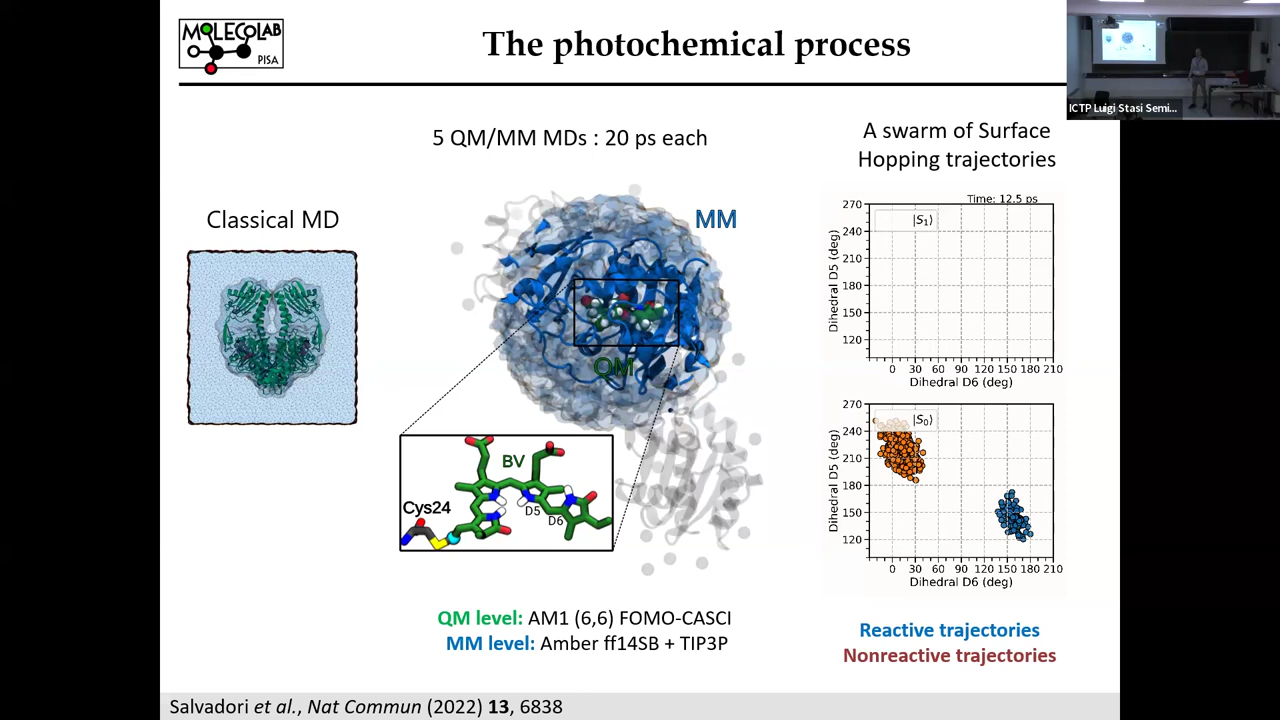 MOLECOLAB
PISA
The photochemical process
ICTP Luigi Stasi Semi...
5 QM/MM MDs : 20 ps each
A swarm of Surface
Hopping trajectories
Classical MD
MM
QM
BV
Cys24
D5
D6
Time: 12.5 ps
|S₁⟩
270
240
210
180
150
120
Dihedral D5 (deg)
0 30 60 90 120 150 180 210
Dihedral D6 (deg)
|S₀⟩
270
240
210
180
150
120
Dihedral D5 (deg)
0 30 60 90 120 150 180 210
Dihedral D6 (deg)
QM level: AM1 (6,6) FOMO-CASCI
MM level: Amber ff14SB + TIP3P
Reactive trajectories
Nonreactive trajectories
Salvadori et al., Nat Commun (2022) 13, 6838